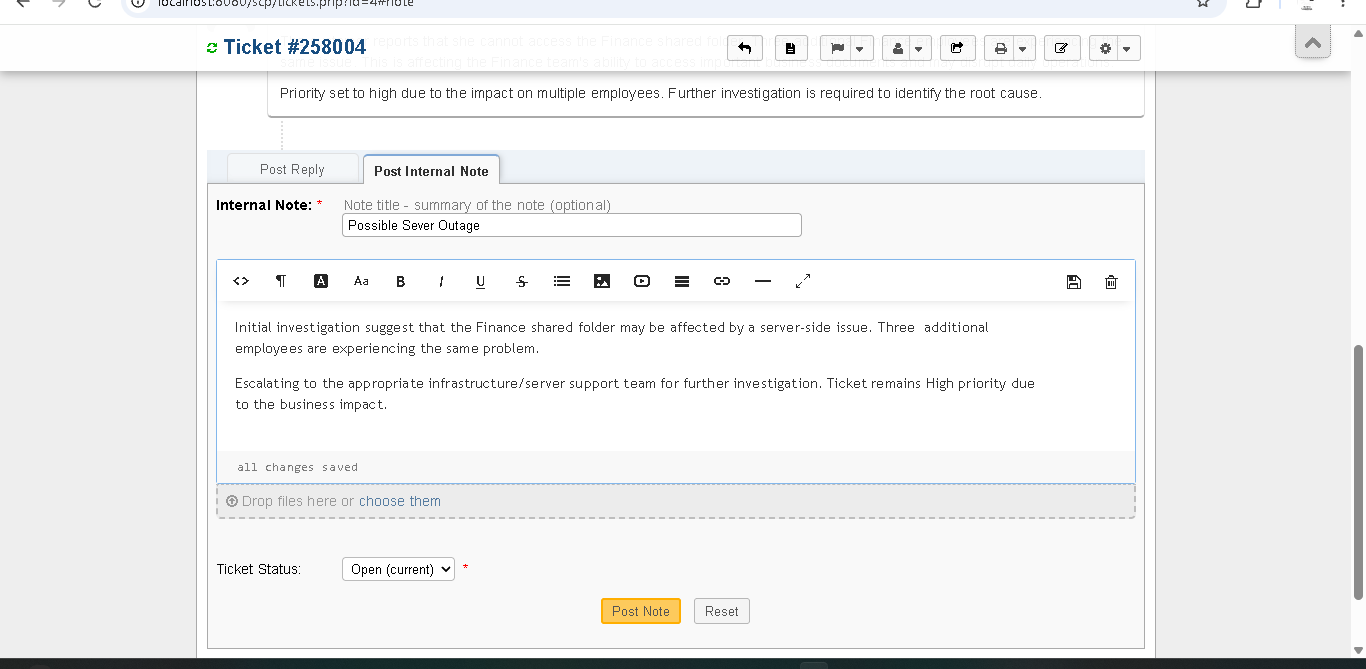 localhost:8080/scp/tickets.php?id=4#note
Ticket #258004
reports that she cannot access the Finance shared
same issue. This is affecting the Finance team's ability to access
Priority set to high due to the impact on multiple employees. Further investigation is required to identify the root cause.
Post Reply
Post Internal Note
Internal Note: *
Note title - summary of the note (optional)
Possible Sever Outage
<> ¶ A Aa B I U S
Initial investigation suggest that the Finance shared folder may be affected by a server-side issue. Three  additional
employees are experiencing the same problem.
Escalating to the appropriate infrastructure/server support team for further investigation. Ticket remains High priority due
to the business impact.
all changes saved
Drop files here or choose them
Ticket Status:
Open (current) *
Post Note
Reset